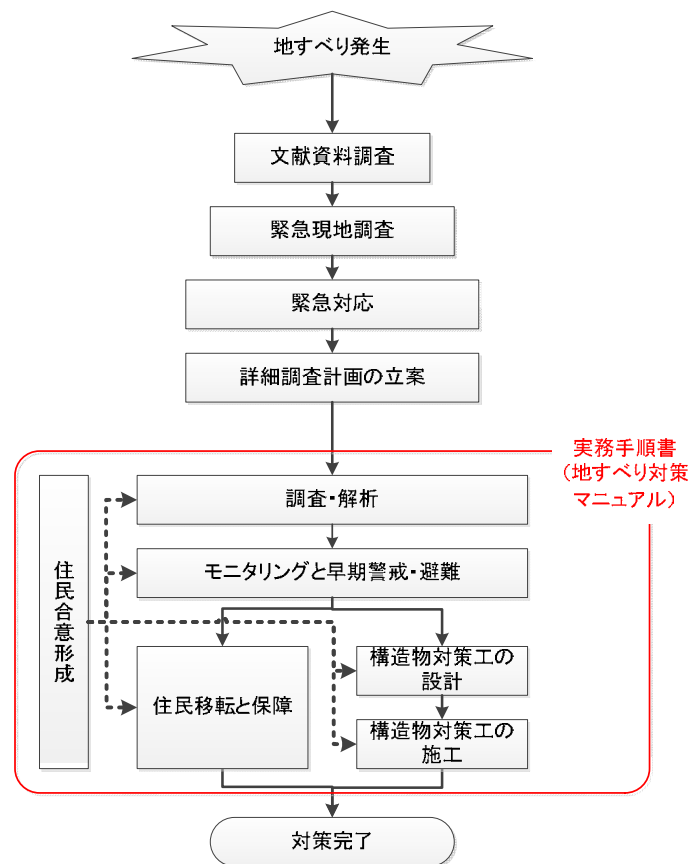 地すべり発生
文献資料調査
緊急現地調査
緊急対応
詳細調査計画の立案
実務手順書
（地すべり対策
マニュアル）
調査・解析
住民合意形成
モニタリングと早期警戒・避難
住民移転と保障
構造物対策工の
設計
構造物対策工の
施工
対策完了